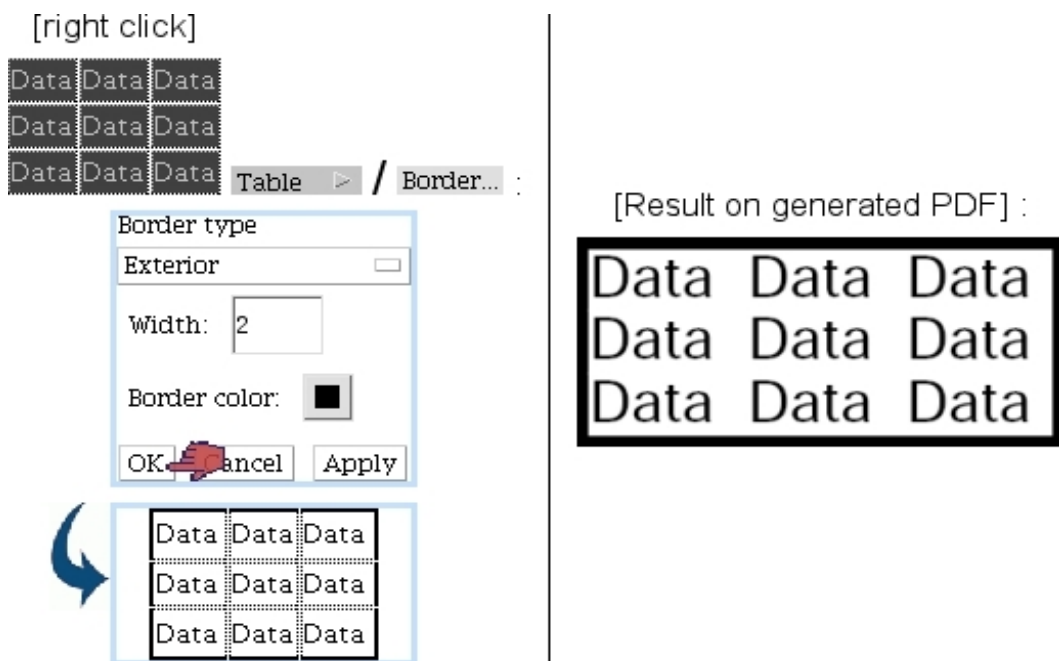 [right click]
Data Data Data
Data Data Data
Data Data Data
Table / Border... :
Border type
Exterior
Width: 2
Border color:
OK Cancel Apply
Data Data Data
Data Data Data
Data Data Data
[Result on generated PDF] :
Data Data Data
Data Data Data
Data Data Data